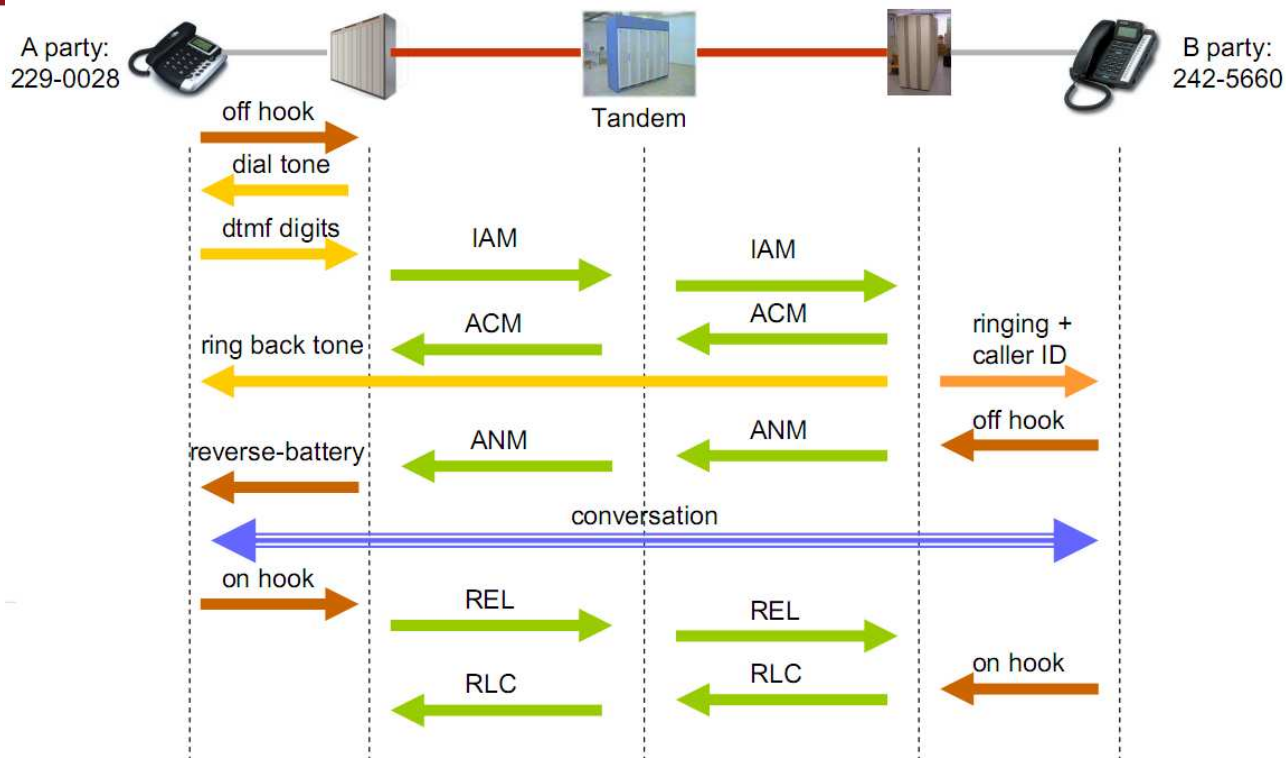 A party:
229-0028
Tandem
B party:
242-5660
off hook
dial tone
dtmf digits
IAM
IAM
ACM
ACM
ring back tone
ringing +
caller ID
off hook
ANM
ANM
reverse-battery
conversation
on hook
REL
REL
on hook
RLC
RLC